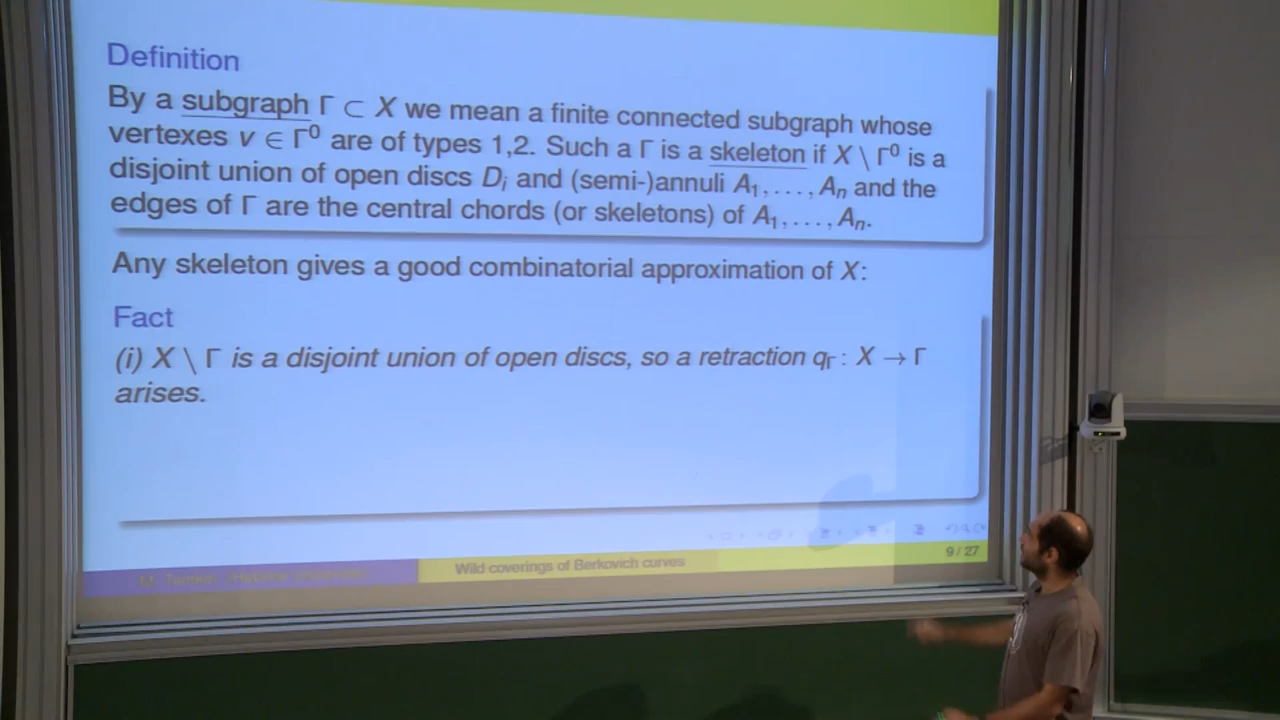 Definition
By a subgraph Γ ⊂ X we mean a finite connected subgraph whose
vertexes v ∈ Γ⁰ are of types 1,2. Such a Γ is a skeleton if X \ Γ⁰ is a
disjoint union of open discs Dᵢ and (semi-)annuli A₁, . . . , Aₙ and the
edges of Γ are the central chords (or skeletons) of A₁, . . . , Aₙ.
Any skeleton gives a good combinatorial approximation of X:
Fact
(i) X \ Γ is a disjoint union of open discs, so a retraction q_Γ : X → Γ
arises.
9 / 27
Wild coverings of Berkovich curves